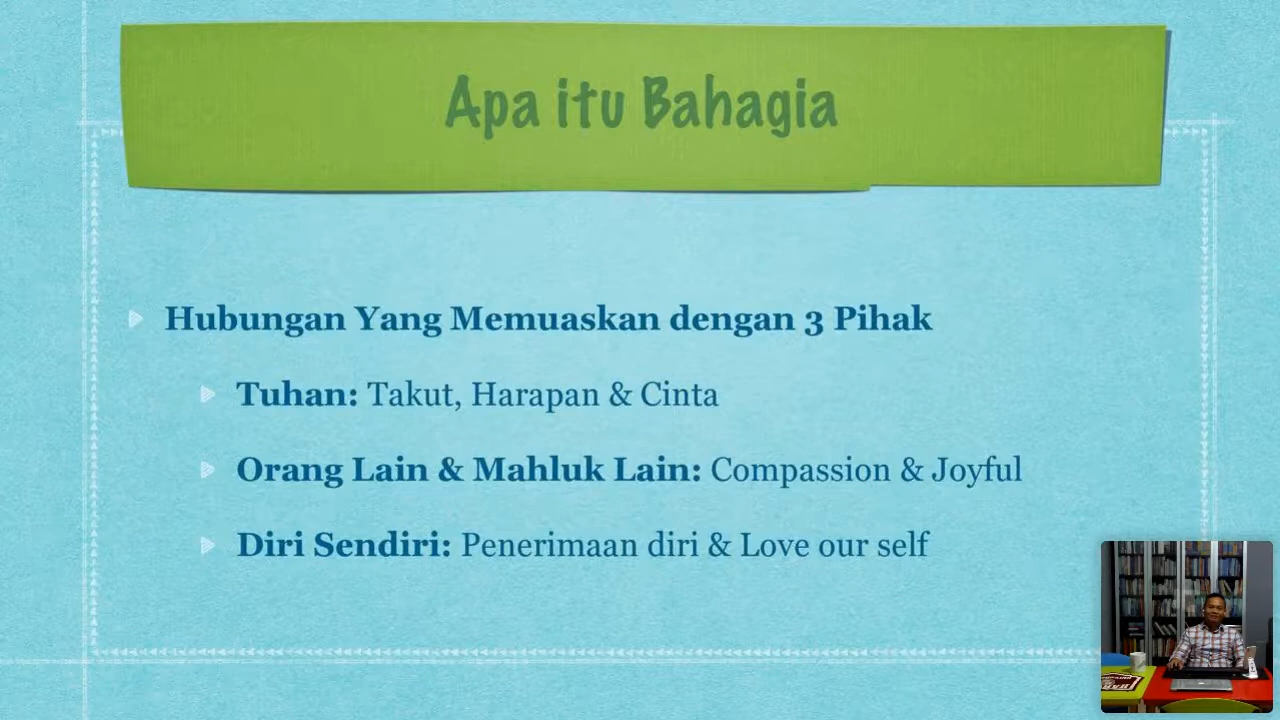 Apa itu Bahagia
Hubungan Yang Memuaskan dengan 3 Pihak
Tuhan: Takut, Harapan & Cinta
Orang Lain & Mahluk Lain: Compassion & Joyful
Diri Sendiri: Penerimaan diri & Love our self